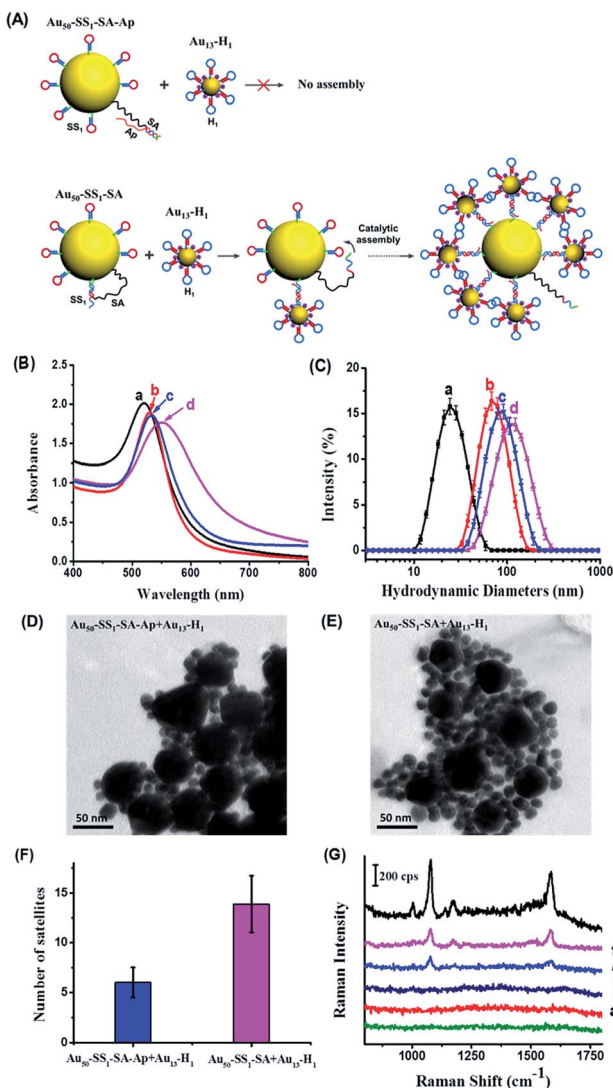 (A)
Au50-SS1-SA-Ap
Au13-H1
+
No assembly
SS1
SA
Ap
H1
Au50-SS1-SA
Au13-H1
+
Catalytic
assembly
SS1
SA
H1
(B)
2.5
2.0
1.5
1.0
0.5
0.0
Absorbance
a
b
c
d
400
500
600
700
800
Wavelength (nm)
(C)
20
15
10
5
0
Intensity (%)
a
b
c
d
1
10
100
1000
Hydrodynamic Diameters (nm)
(D)
Au50-SS1-SA-Ap+Au13-H1
50 nm
(E)
Au50-SS1-SA+Au13-H1
50 nm
(F)
15
10
5
0
Number of satellites
Au50-SS1-SA-Ap+Au13-H1
Au50-SS1-SA+Au13-H1
(G)
200 cps
Raman Intensity
1000
1250
1500
1750
Raman Shift (cm-1)